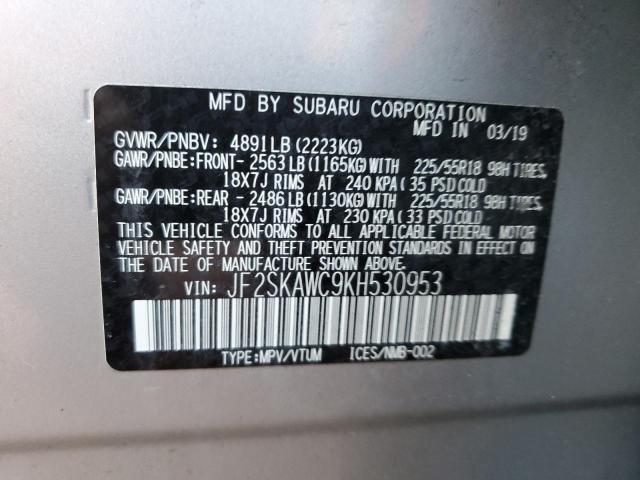 MFD BY SUBARU CORPORATION
MFD IN 03/19
GVWR/PNBV: 4891LB (2223KG)
GAWR/PNBE:FRONT- 2563LB(1165KG)WITH 225/55R18 98H TIRES,
18X7J RIMS AT 240 KPA( 35 PSI)COLD
GAWR/PNBE:REAR - 2486LB(1130KG)WITH 225/55R18 98H TIRES,
18X7J RIMS AT 230 KPA( 33 PSI)COLD
THIS VEHICLE CONFORMS TO ALL APPLICABLE FEDERAL MOTOR
VEHICLE SAFETY AND THEFT PREVENTION STANDARDS IN EFFECT ON
THE DATE OF MANUFACTURE SHOWN ABOVE.
VIN: JF2SKAWC9KH530953
TYPE:MPV/VTUM ICES/NMB-002